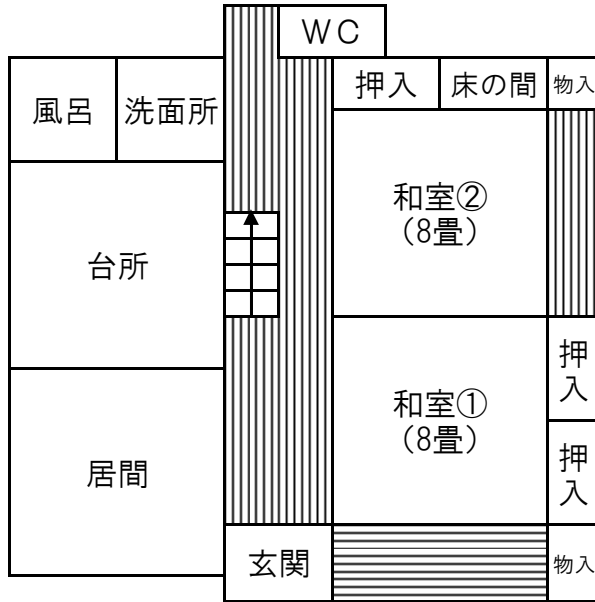 ＷＣ
押入
床の間
物入
風呂
洗面所
和室②
（8畳）
台所
押入
和室①
（8畳）
居間
押入
玄関
物入